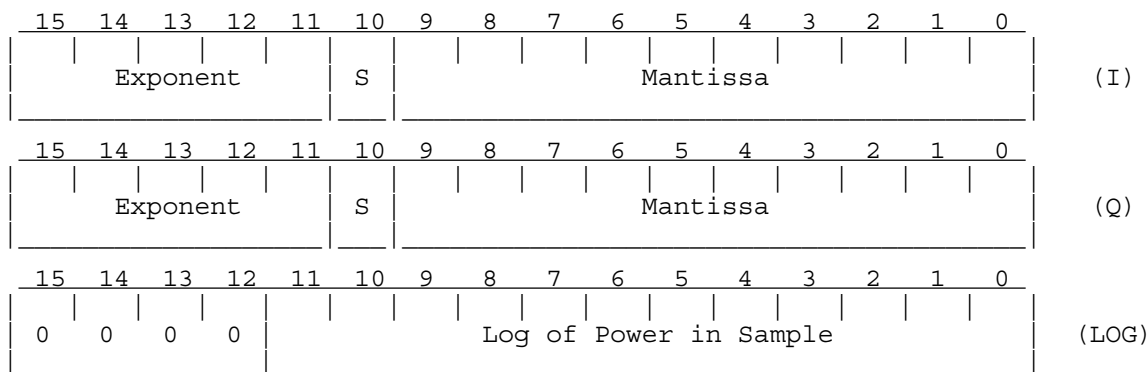 15 14 13 12 11 10 9 8 7 6 5 4 3 2 1 0
Exponent S Mantissa (I)
15 14 13 12 11 10 9 8 7 6 5 4 3 2 1 0
Exponent S Mantissa (Q)
15 14 13 12 11 10 9 8 7 6 5 4 3 2 1 0
0 0 0 0 Log of Power in Sample (LOG)